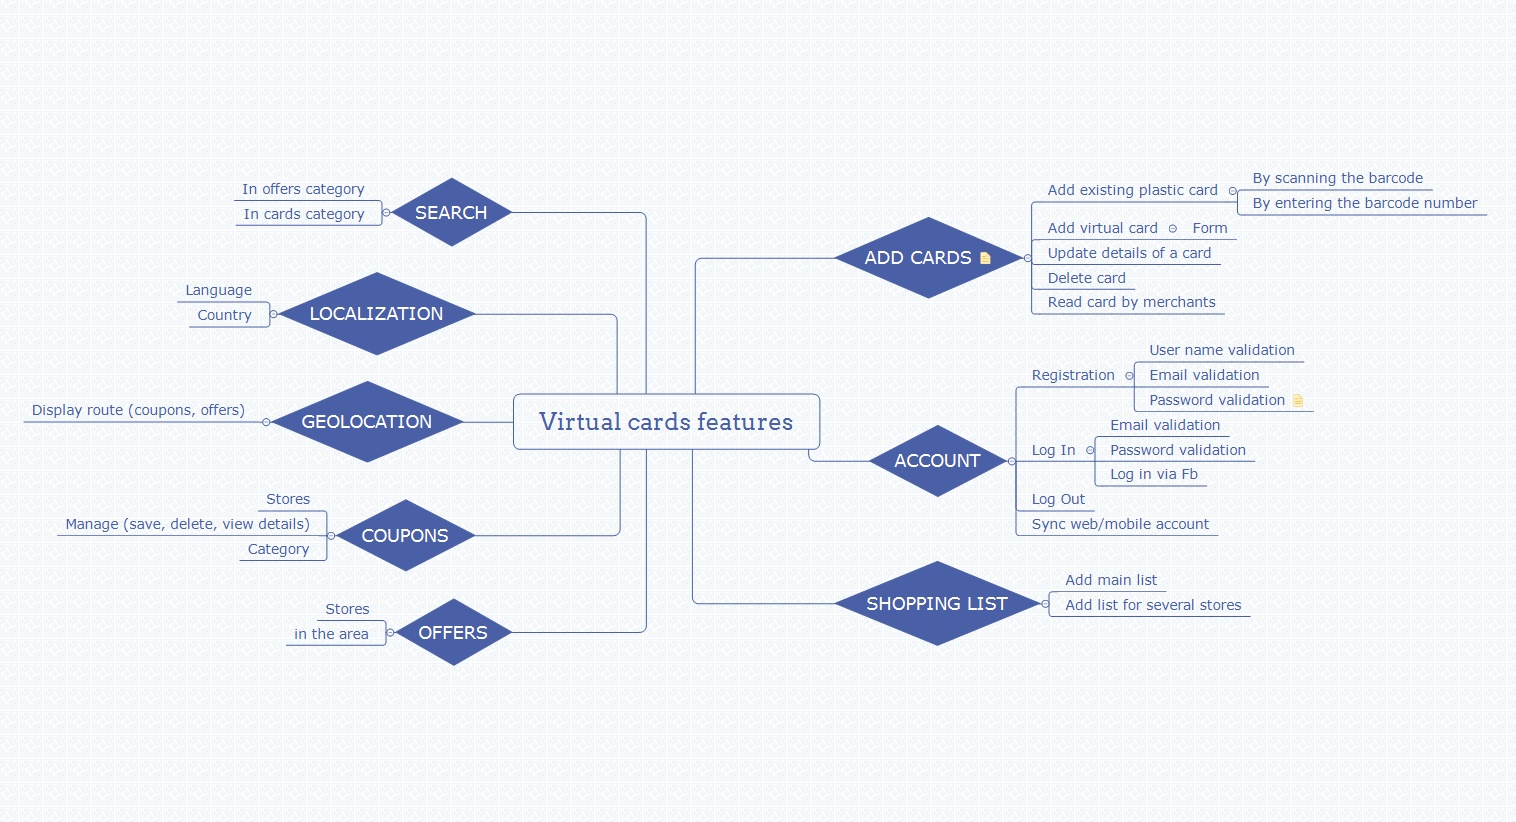 Virtual cards features
SEARCH
In offers category
In cards category
LOCALIZATION
Language
Country
GEOLOCATION
Display route (coupons, offers)
COUPONS
Stores
Manage (save, delete, view details)
Category
OFFERS
Stores
in the area
ADD CARDS
Add existing plastic card
By scanning the barcode
By entering the barcode number
Add virtual card
Form
Update details of a card
Delete card
Read card by merchants
ACCOUNT
Registration
User name validation
Email validation
Password validation
Log In
Email validation
Password validation
Log in via Fb
Log Out
Sync web/mobile account
SHOPPING LIST
Add main list
Add list for several stores